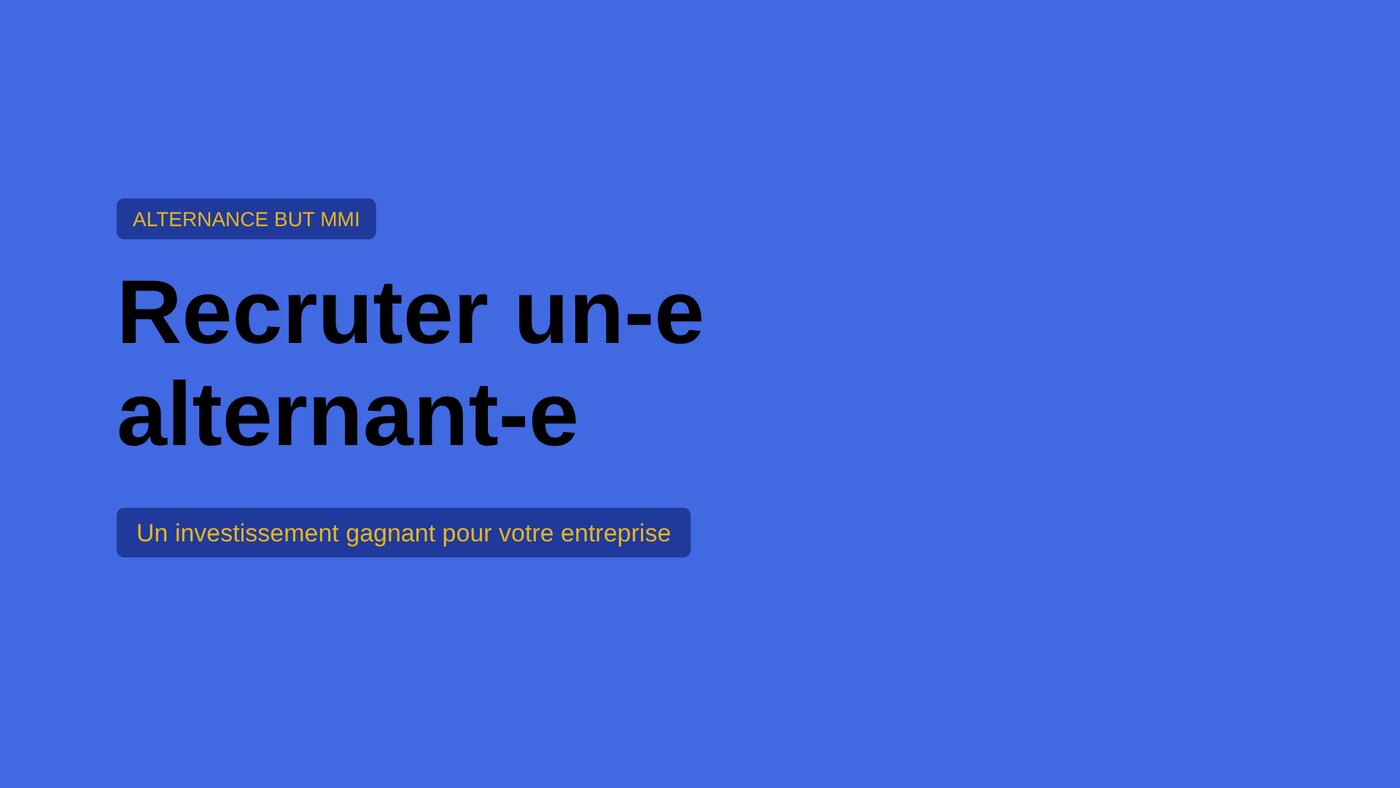 ALTERNANCE BUT MMI
Recruter un-e
alternant-e
Un investissement gagnant pour votre entreprise